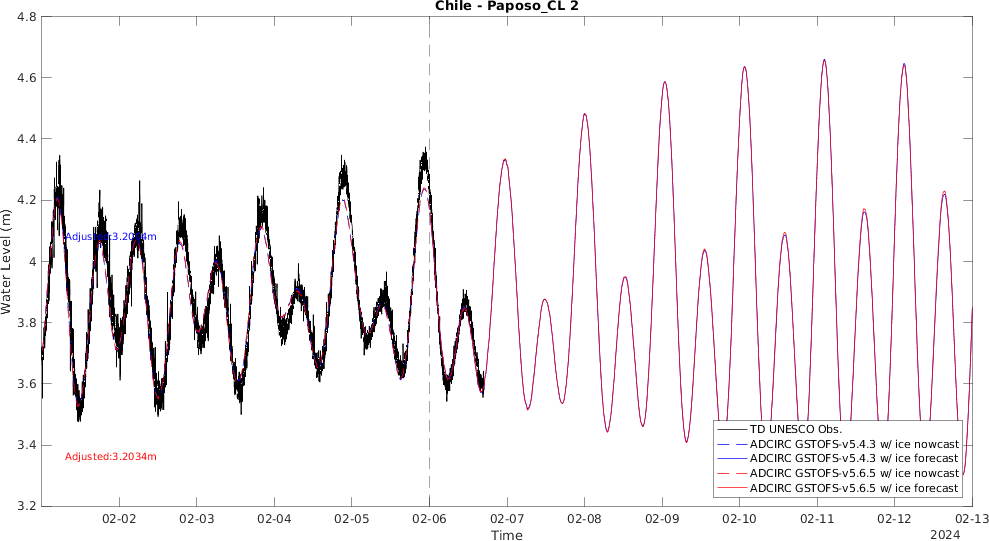 Chile - Paposo_CL 2
4.8
4.6
4.4
4.2
4
3.8
3.6
3.4
3.2
Water Level (m)
Adjusted:3.2034m
Adjusted:3.2034m
TD UNESCO Obs.
ADCIRC GSTOFS-v5.4.3 w/ ice nowcast
ADCIRC GSTOFS-v5.4.3 w/ ice forecast
ADCIRC GSTOFS-v5.6.5 w/ ice nowcast
ADCIRC GSTOFS-v5.6.5 w/ ice forecast
02-02 02-03 02-04 02-05 02-06 02-07 02-08 02-09 02-10 02-11 02-12 02-13
Time
2024